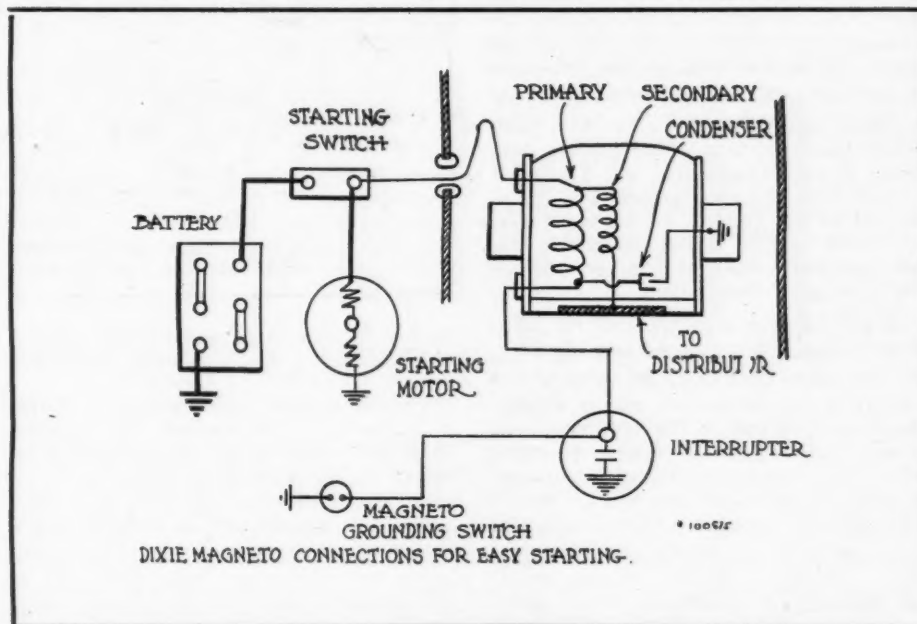 PRIMARY
SECONDARY
STARTING
SWITCH
CONDENSER
BATTERY
STARTING
MOTOR
TO
DISTRIBUT
INTERRUPTER
MAGNETO
GROUNDING SWITCH
DIXIE MAGNETO CONNECTIONS FOR EASY STARTING.